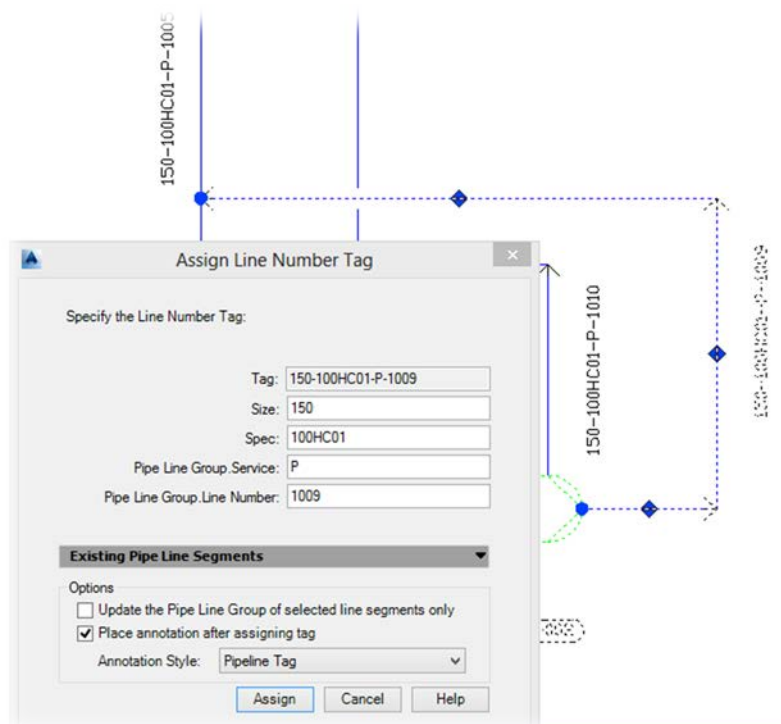 150-100HC01-P-1005
Assign Line Number Tag
Specify the Line Number Tag:
Tag: 150-100HC01-P-1009
Size: 150
Spec: 100HC01
Pipe Line Group.Service: P
Pipe Line Group.Line Number: 1009
Existing Pipe Line Segments
Options
Update the Pipe Line Group of selected line segments only
Place annotation after assigning tag
Annotation Style: Pipeline Tag
Assign Cancel Help
150-100HC01-P-1010
150-100HC01-P-1009